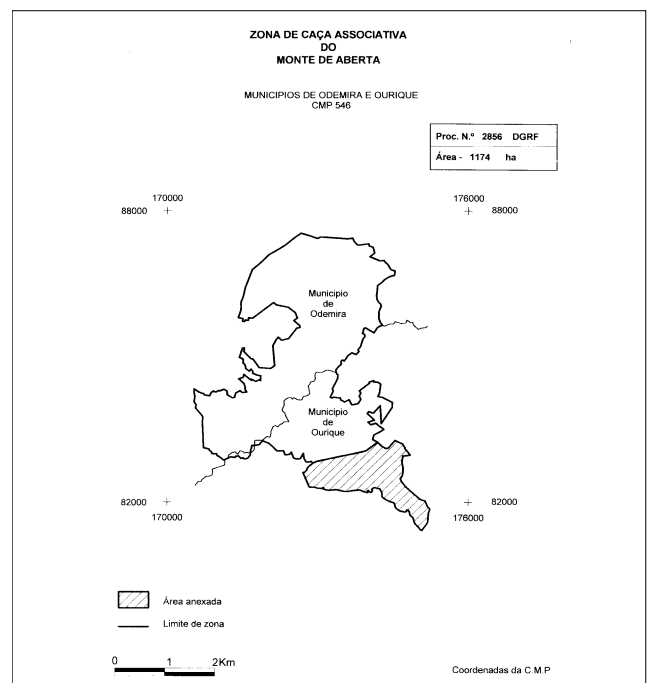 ZONA DE CAÇA ASSOCIATIVA
DO
MONTE DE ABERTA
MUNICIPIOS DE ODEMIRA E OURIQUE
CMP 546
Proc. N.º 2856 DGRF
Área - 1174 ha
170000
176000
88000
88000
Municipio
de
Odemira
Municipio
de
Ourique
82000
82000
170000
176000
Área anexada
Limite de zona
0 1 2Km
Coordenadas da C.M.P